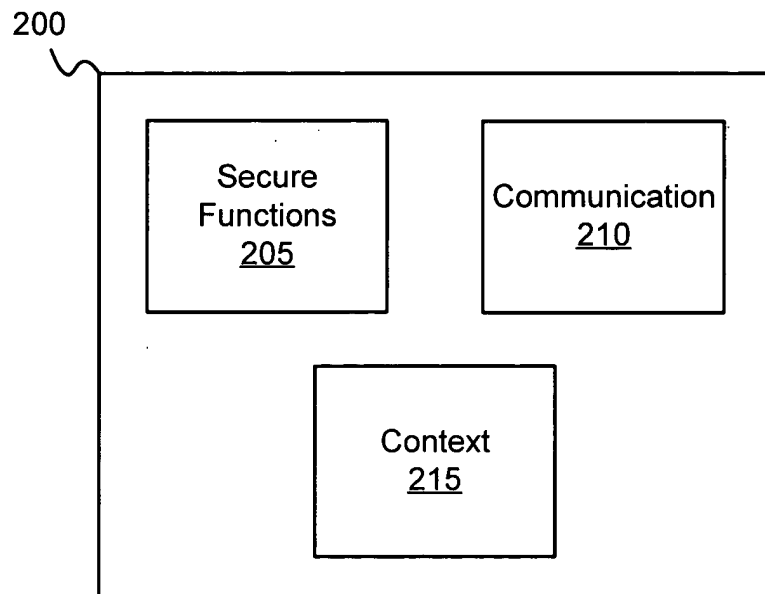 200
Secure
Functions
205
Communication
210
Context
215